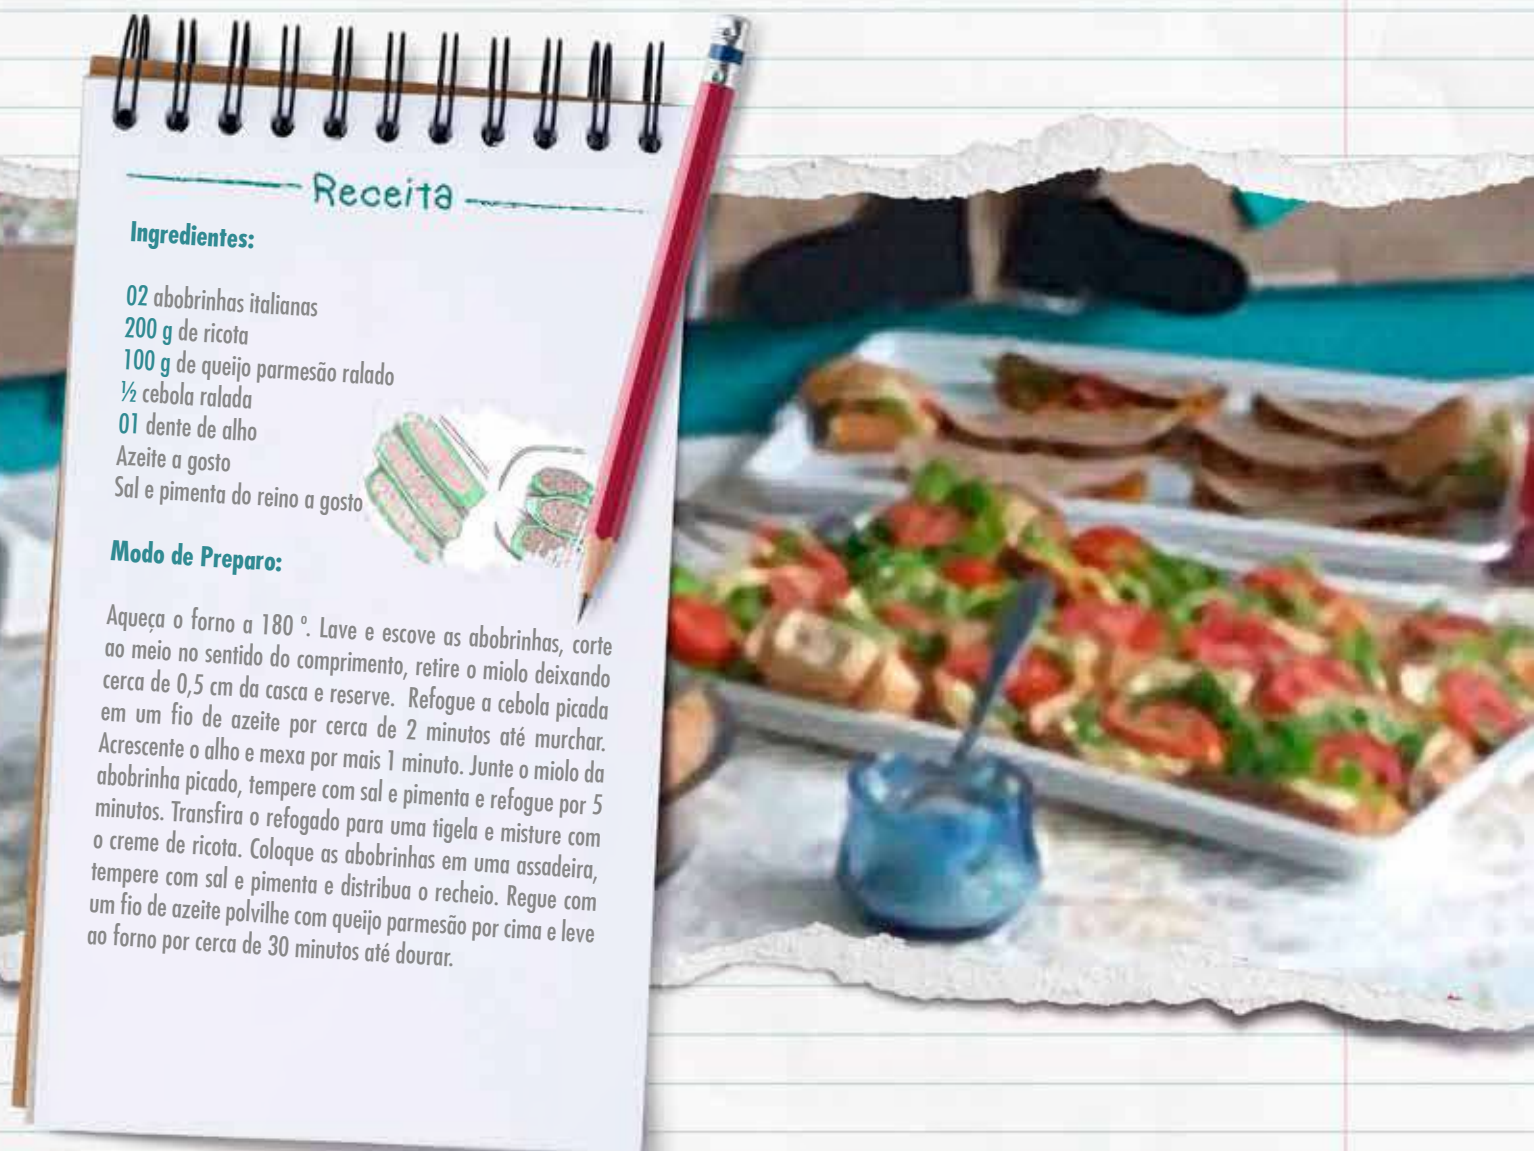 Receita
Ingredientes:
02 abobrinhas italianas
200 g de ricota
100 g de queijo parmesão ralado
½ cebola ralada
01 dente de alho
Azeite a gosto
Sal e pimenta do reino a gosto
Modo de Preparo:
Aqueça o forno a 180 º. Lave e escove as abobrinhas, corte
ao meio no sentido do comprimento, retire o miolo deixando
cerca de 0,5 cm da casca e reserve. Refogue a cebola picada
em um fio de azeite por cerca de 2 minutos até murchar.
Acrescente o alho e mexa por mais 1 minuto. Junte o miolo da
abobrinha picado, tempere com sal e pimenta e refogue por 5
minutos. Transfira o refogado para uma tigela e misture com
o creme de ricota. Coloque as abobrinhas em uma assadeira,
tempere com sal e pimenta e distribua o recheio. Regue com
um fio de azeite polvilhe com queijo parmesão por cima e leve
ao forno por cerca de 30 minutos até dourar.